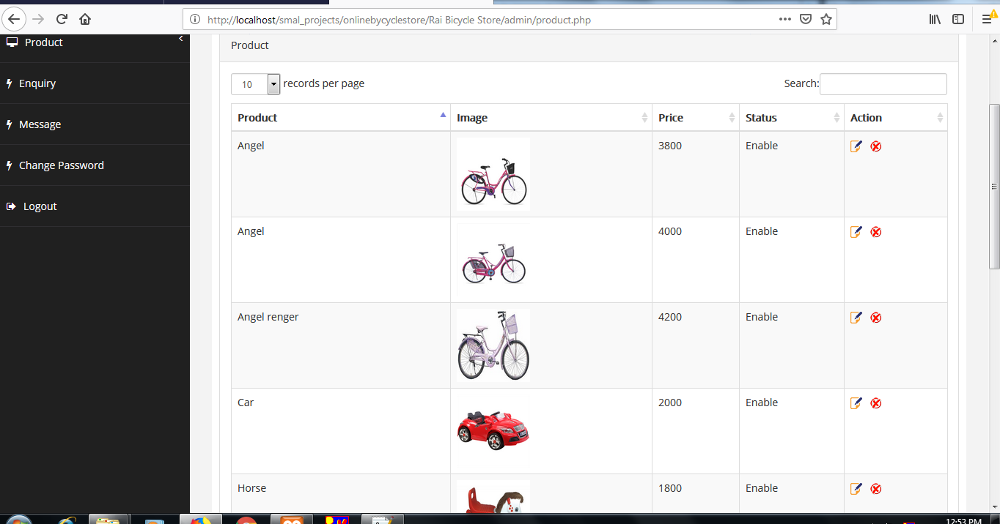 http://localhost/smal_projects/onlinebycyclestore/Rai Bicycle Store/admin/product.php
Product
Enquiry
Message
Change Password
Logout
Product
10 records per page
Search:
Product Image Price Status Action
Angel 3800 Enable
Angel 4000 Enable
Angel renger 4200 Enable
Car 2000 Enable
Horse 1800 Enable
12:53 PM